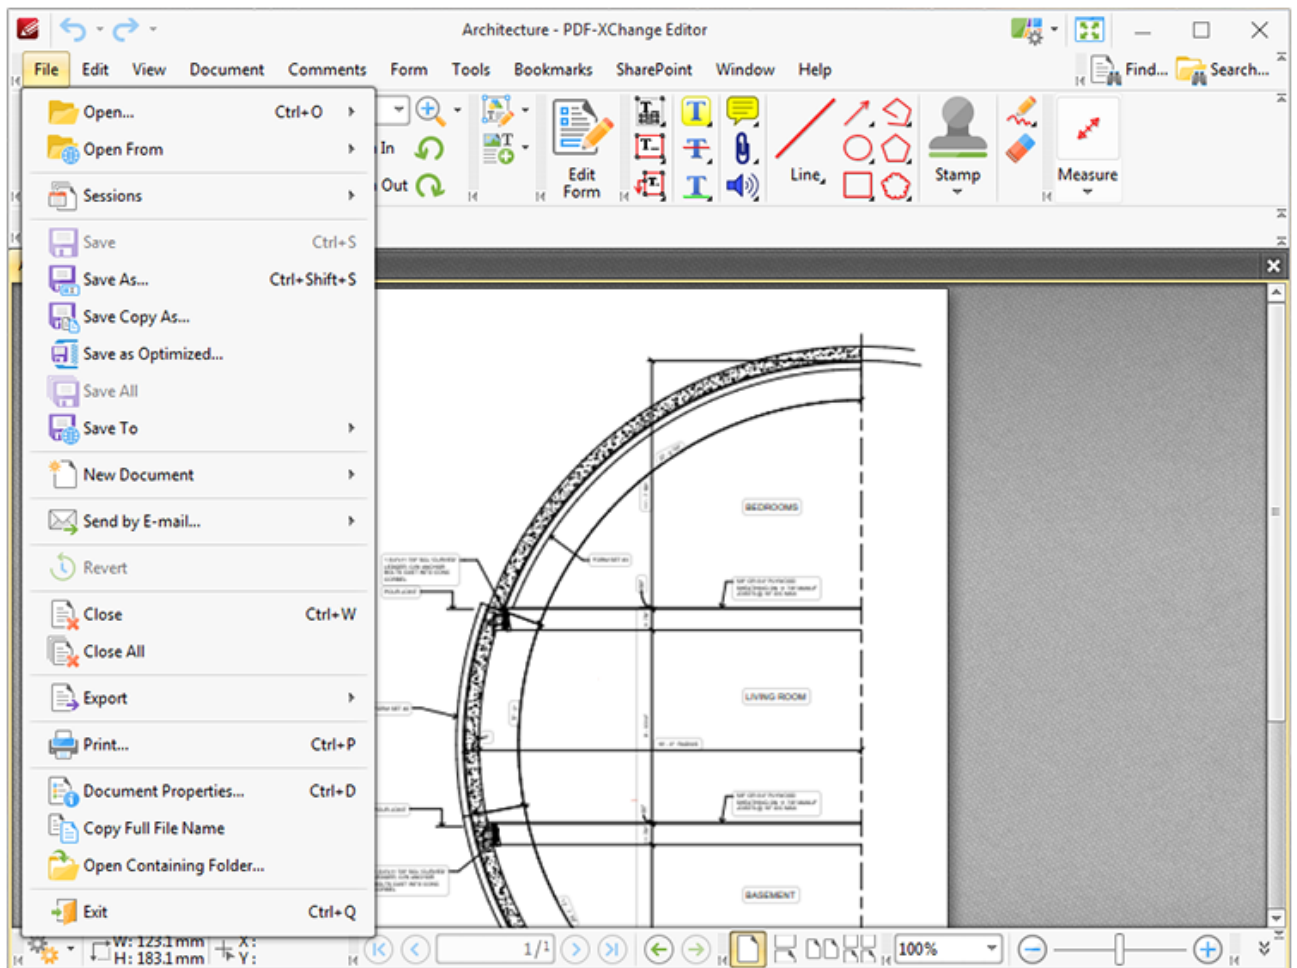 Architecture - PDF-XChange Editor
File Edit View Document Comments Form Tools Bookmarks SharePoint Window Help Find... Search...
Open... Ctrl+O
Open From
Sessions
Save Ctrl+S
Save As... Ctrl+Shift+S
Save Copy As...
Save as Optimized...
Save All
Save To
New Document
Send by E-mail...
Revert
Close Ctrl+W
Close All
Export
Print... Ctrl+P
Document Properties... Ctrl+D
Copy Full File Name
Open Containing Folder...
Exit Ctrl+Q
In
Out
Edit
Form
Line
Stamp
Measure
BEDROOMS
LIVING ROOM
BASEMENT
W: 123.1 mm X:
H: 183.1 mm Y:
1/1
100%